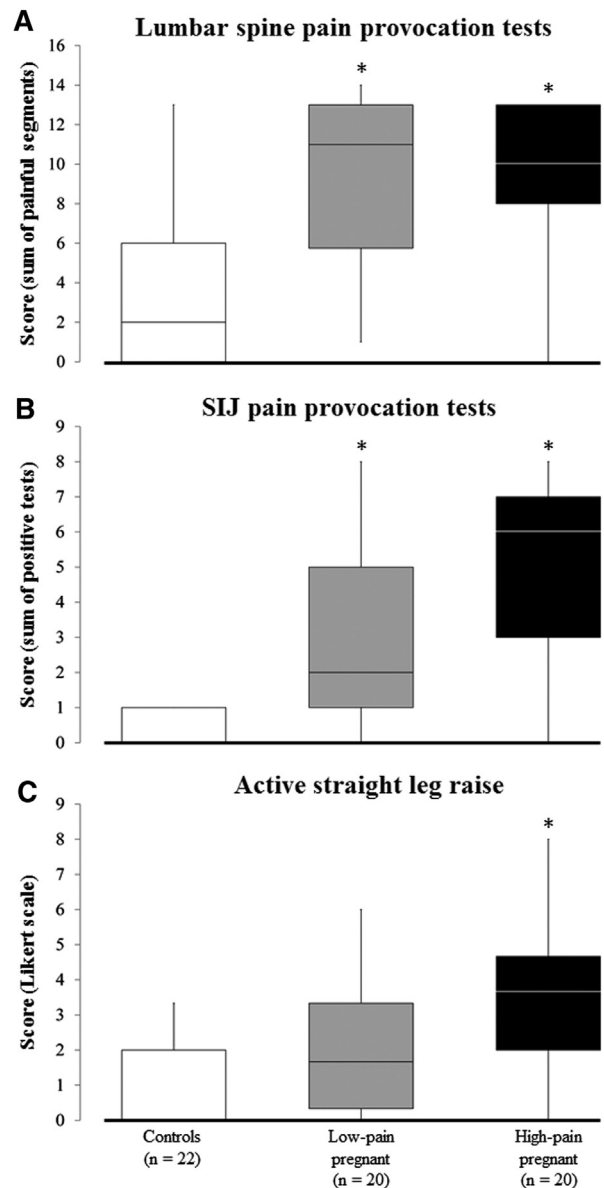 A
Lumbar spine pain provocation tests
Score (sum of painful segments)
16
14
12
10
8
6
4
2
0
*
*
B
SIJ pain provocation tests
Score (sum of positive tests)
9
8
7
6
5
4
3
2
1
0
*
*
C
Active straight leg raise
Score (Likert scale)
9
8
7
6
5
4
3
2
1
0
*
Controls
(n = 22)
Low-pain
pregnant
(n = 20)
High-pain
pregnant
(n = 20)